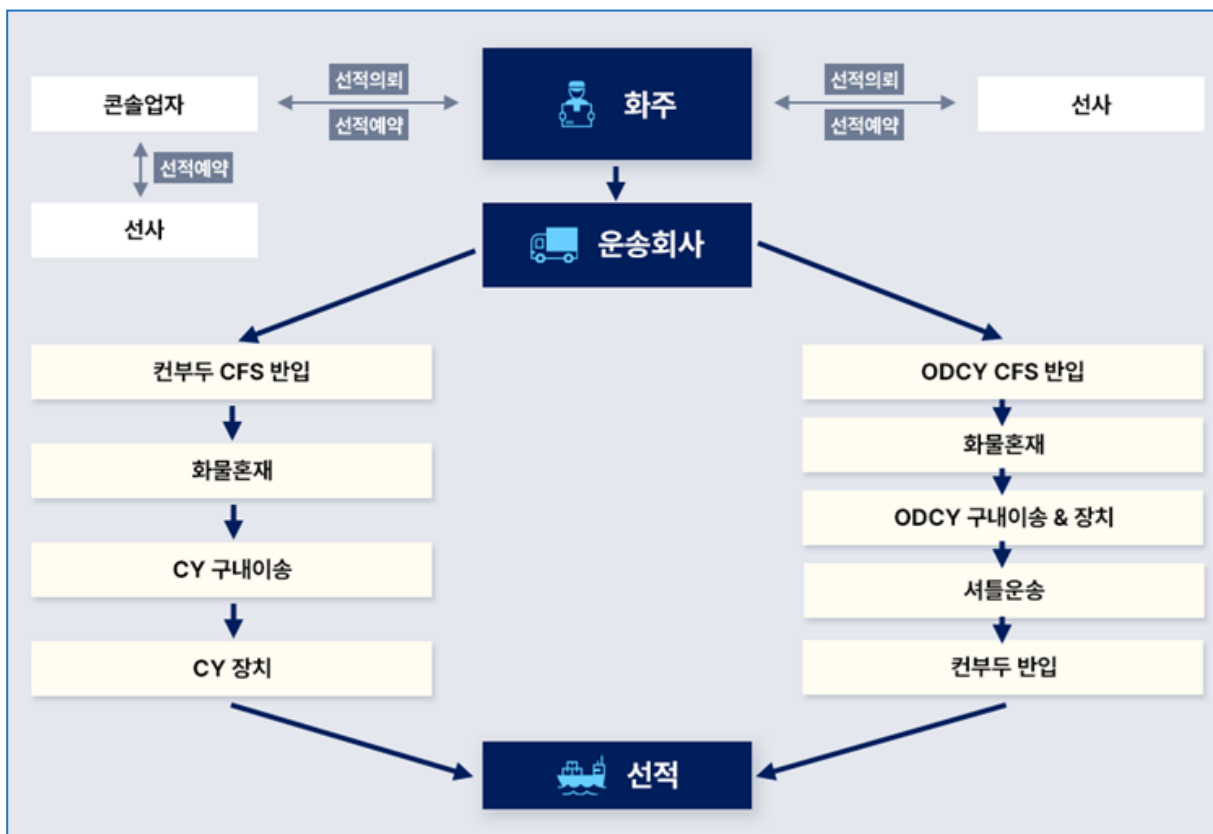 선적의뢰
화주
선적의뢰
콘솔업자
선사
선적예약
선적예약
선적예약
선사
운송회사
컨부두 CFS 반입
화물혼재
CY 구내이송
CY 장치
ODCY CFS 반입
화물혼재
ODCY 구내이송 & 장치
셔틀운송
컨부두 반입
선적